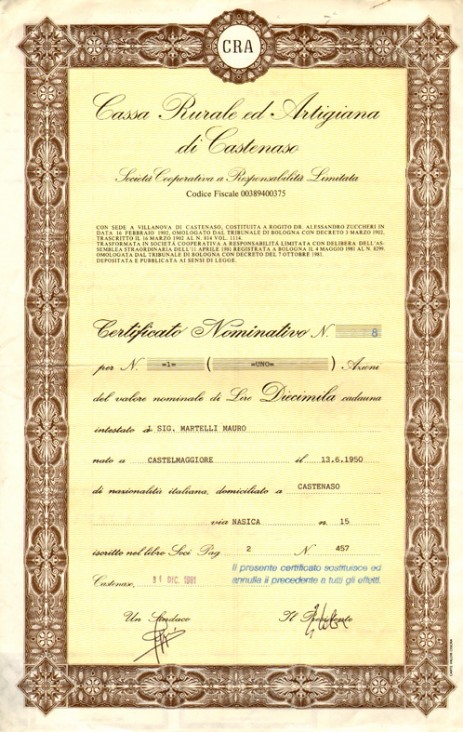 CRA
Cassa Rurale ed Artigiana
di Castenaso
Società Cooperativa a Responsabilità Limitata
Codice Fiscale 00389400375
CON SEDE A VILLANOVA DI CASTENASO, COSTITUITA A ROGITO DR. ALESSANDRO ZUCCHERI IN
DATA 16 FEBBRAIO 1902, OMOLOGATO DAL TRIBUNALE DI BOLOGNA CON DECRETO 3 MARZO 1902,
TRASCRITTO IL 16 MARZO 1902 AL N. 814 VOL. 1114.
TRASFORMATA IN SOCIETÀ COOPERATIVA A RESPONSABILITÀ LIMITATA CON DELIBERA DELL'AS-
SEMBLEA STRAORDINARIA DELL'11 APRILE 1981 REGISTRATA A BOLOGNA IL 4 MAGGIO 1981 AL N. 8299,
OMOLOGATA DAL TRIBUNALE DI BOLOGNA CON DECRETO DEL 7 OTTOBRE 1981,
DEPOSITATA E PUBBLICATA AI SENSI DI LEGGE.
Certificato Nominativo N. 8
per N. =1= ( =UNO= ) Azioni
del valore nominale di Lire Diecimila cadauna
intestato a SIG. MARTELLI MAURO
nato a CASTELMAGGIORE il 13.6.1950
di nazionalità italiana, domiciliato a CASTENASO
via NASICA n. 15
iscritto nel libro Soci Pag. 2 N. 457
Il presente certificato sostituisce ed
annulla il precedente a tutti gli effetti.
Castenaso, DIC. 1981
Un Sindaco Il Presidente